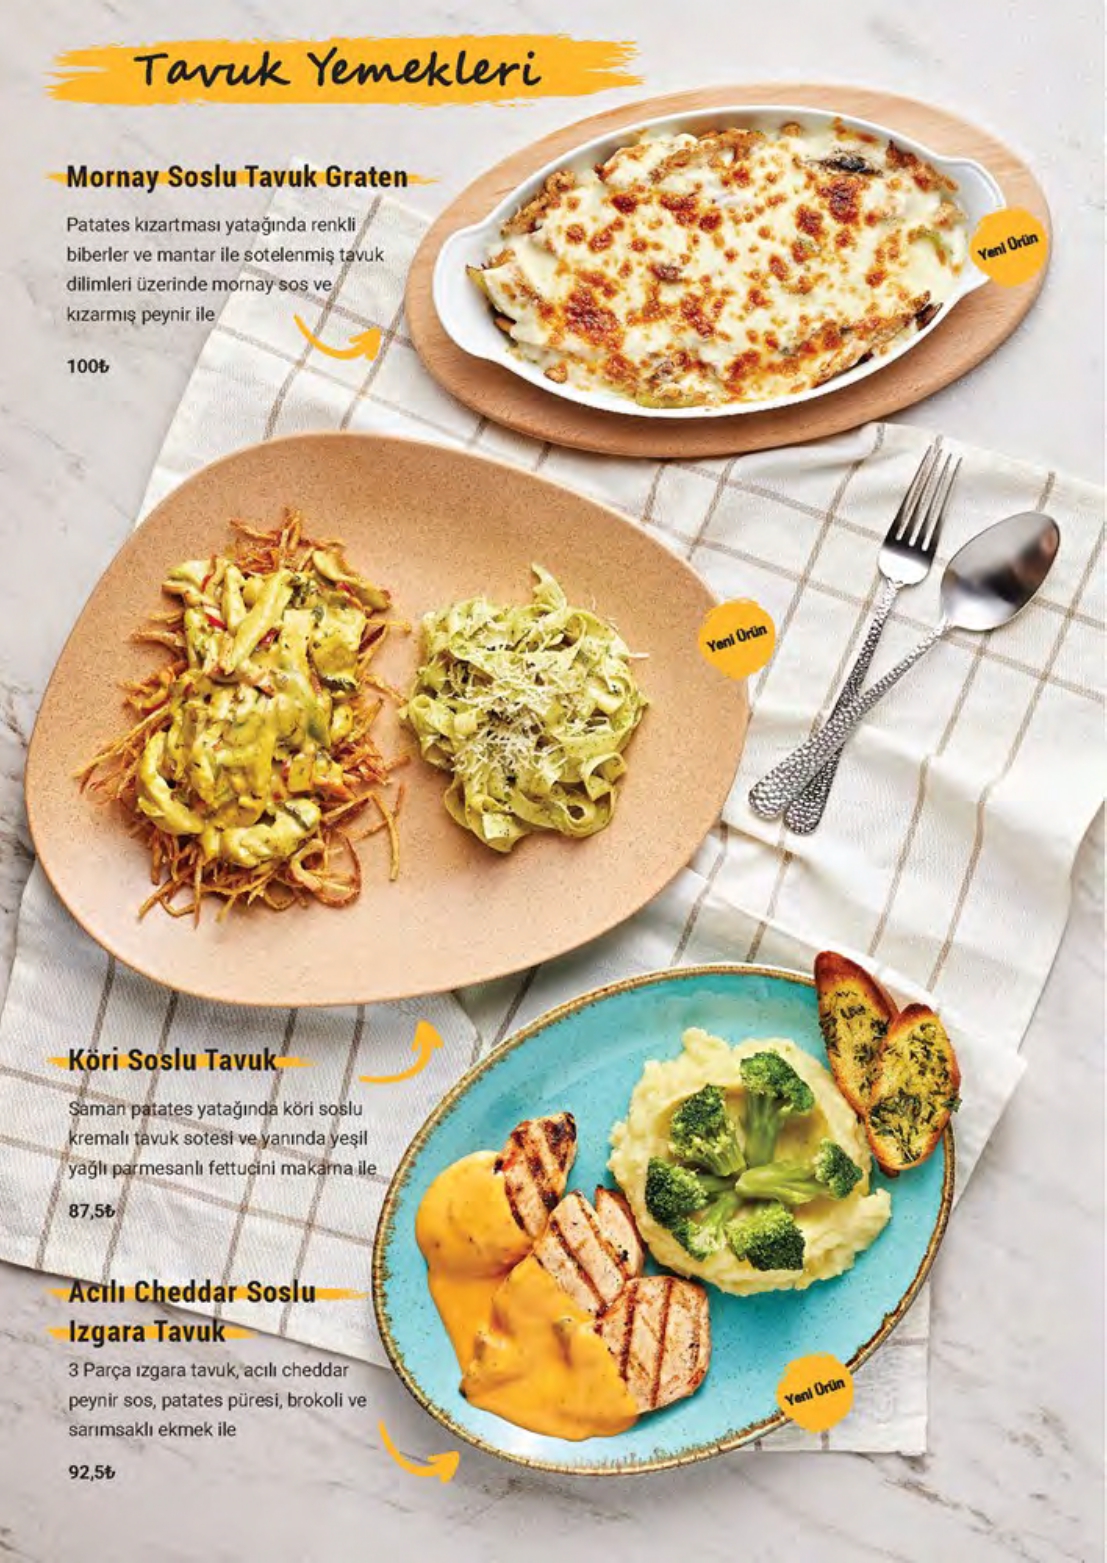 Tavuk Yemekleri
Mornay Soslu Tavuk Graten
Patates kızartması yatağında renkli
biberler ve mantar ile sotelenmiş tavuk
dilimleri üzerinde mornay sos ve
kızarmış peynir ile
100₺
Yeni Ürün
Yeni Ürün
Köri Soslu Tavuk
Saman patates yatağında köri soslu
kremalı tavuk sotesi ve yanında yeşil
yağlı parmesanlı fettucini makarna ile
87,5₺
Acılı Cheddar Soslu
Izgara Tavuk
3 Parça ızgara tavuk, acılı cheddar
peynir sos, patates püresi, brokoli ve
sarımsaklı ekmek ile
92,5₺
Yeni Ürün